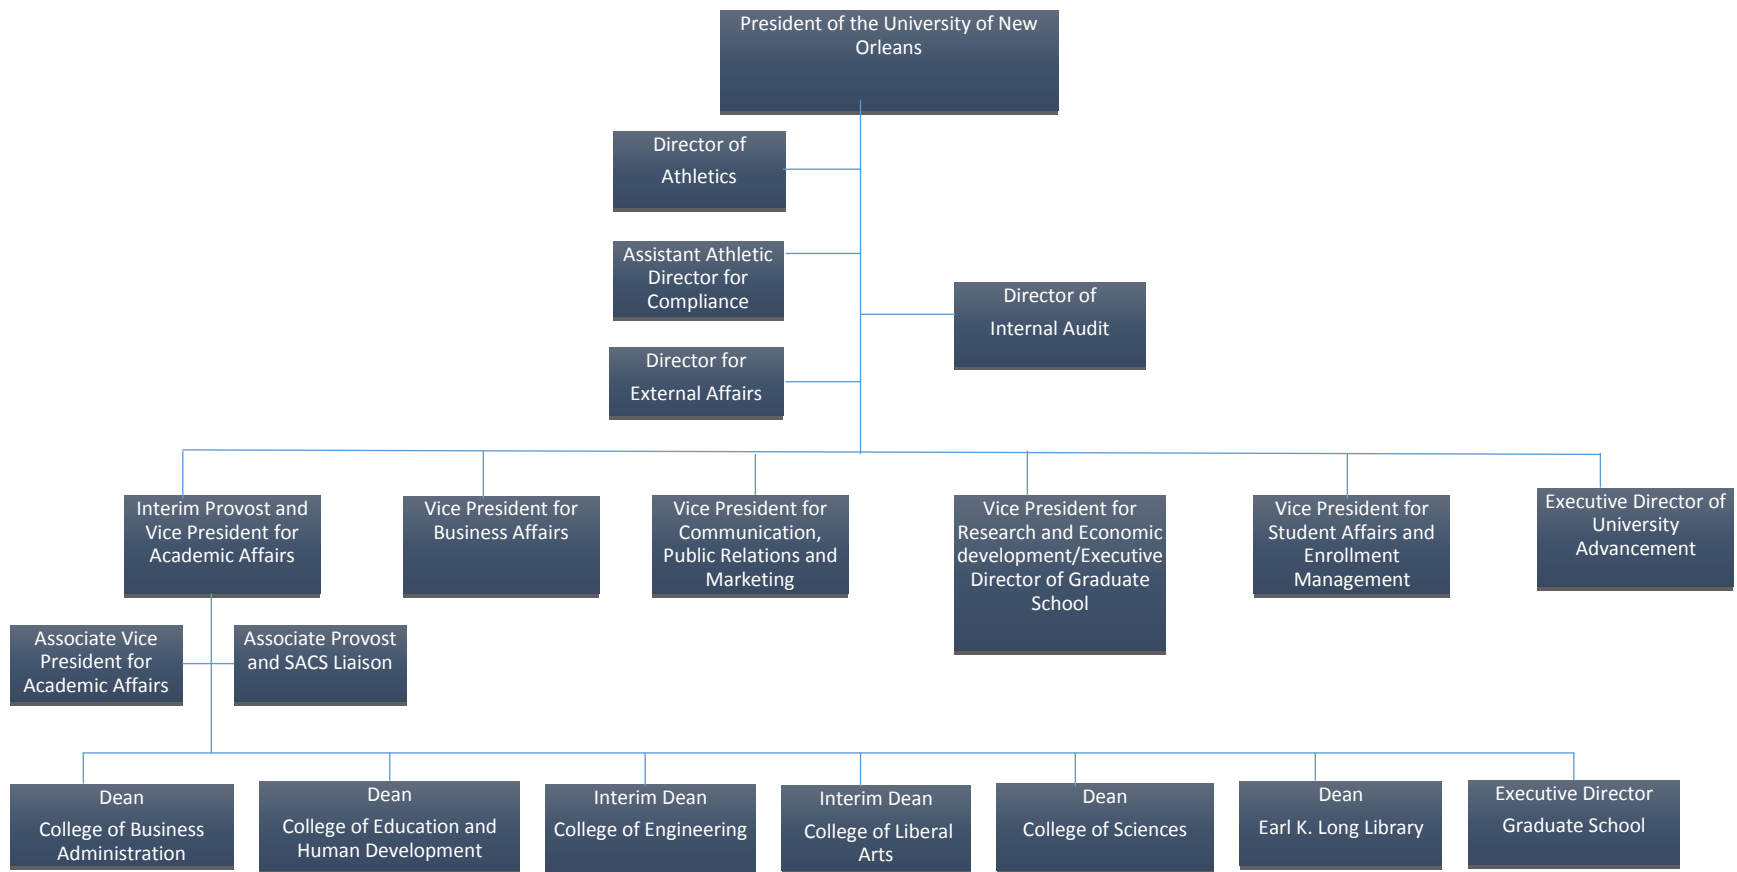 President of the University of New
Orleans
Director of
Athletics
Assistant Athletic
Director for
Compliance
Director of
Internal Audit
Director for
External Affairs
Interim Provost and
Vice President for
Academic Affairs
Vice President for
Business Affairs
Vice President for
Communication,
Public Relations and
Marketing
Vice President for
Research and Economic
development/Executive
Director of Graduate
School
Vice President for
Student Affairs and
Enrollment
Management
Executive Director of
University
Advancement
Associate Vice
President for
Academic Affairs
Associate Provost
and SACS Liaison
Dean
College of Business
Administration
Dean
College of Education and
Human Development
Interim Dean
College of Engineering
Interim Dean
College of Liberal
Arts
Dean
College of Sciences
Dean
Earl K. Long Library
Executive Director
Graduate School